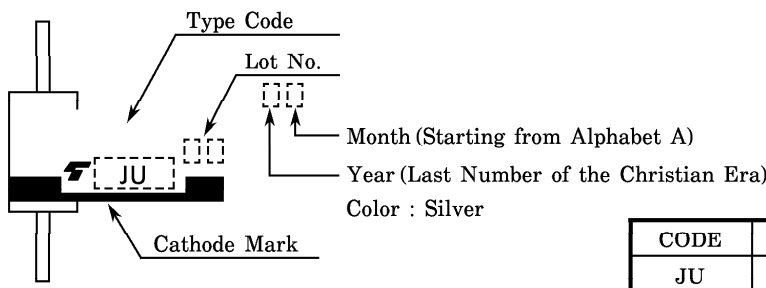 Type Code
Lot No.
Month (Starting from Alphabet A)
JU
Year (Last Number of the Christian Era)
Color : Silver
Cathode Mark
CODE
JU